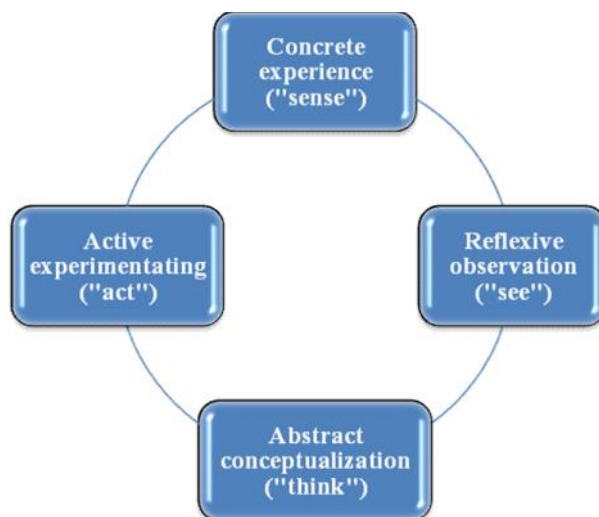 Concrete
experience
("sense")
Active
experimentating
("act")
Reflexive
observation
("see")
Abstract
conceptualization
("think")